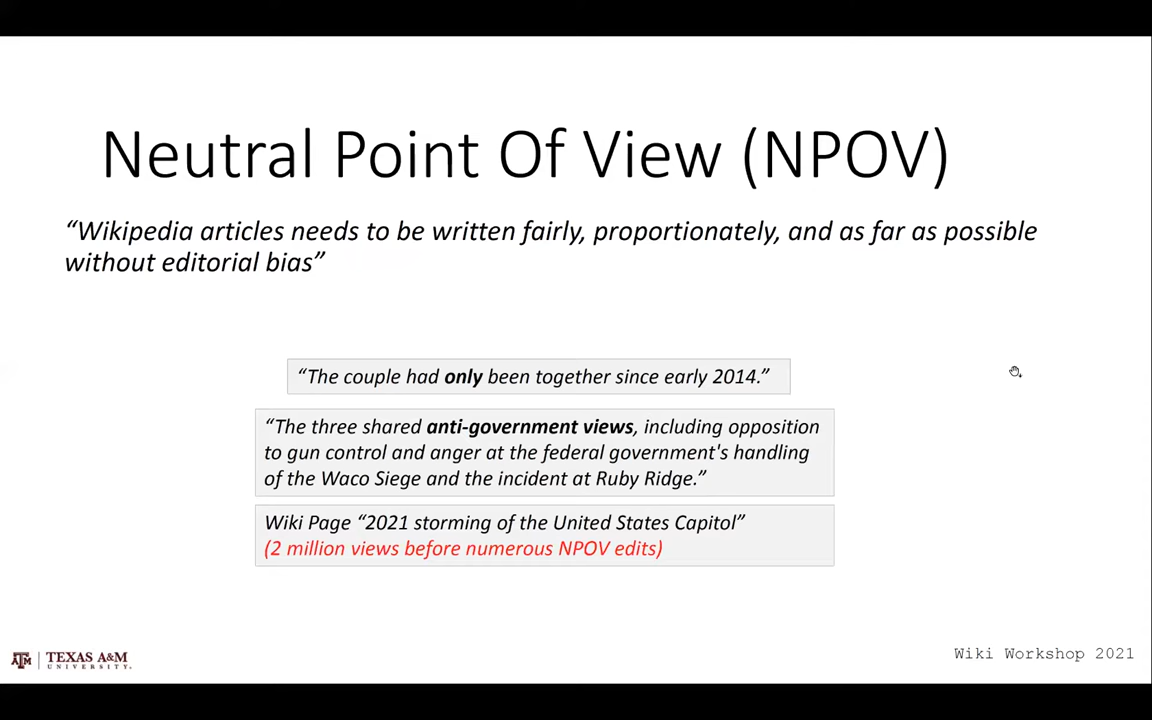 Neutral Point Of View (NPOV)
“Wikipedia articles needs to be written fairly, proportionately, and as far as possible
without editorial bias”
“The couple had only been together since early 2014.”
“The three shared anti-government views, including opposition
to gun control and anger at the federal government's handling
of the Waco Siege and the incident at Ruby Ridge.”
Wiki Page “2021 storming of the United States Capitol”
(2 million views before numerous NPOV edits)
ATM TEXAS A&M
UNIVERSITY.
Wiki Workshop 2021